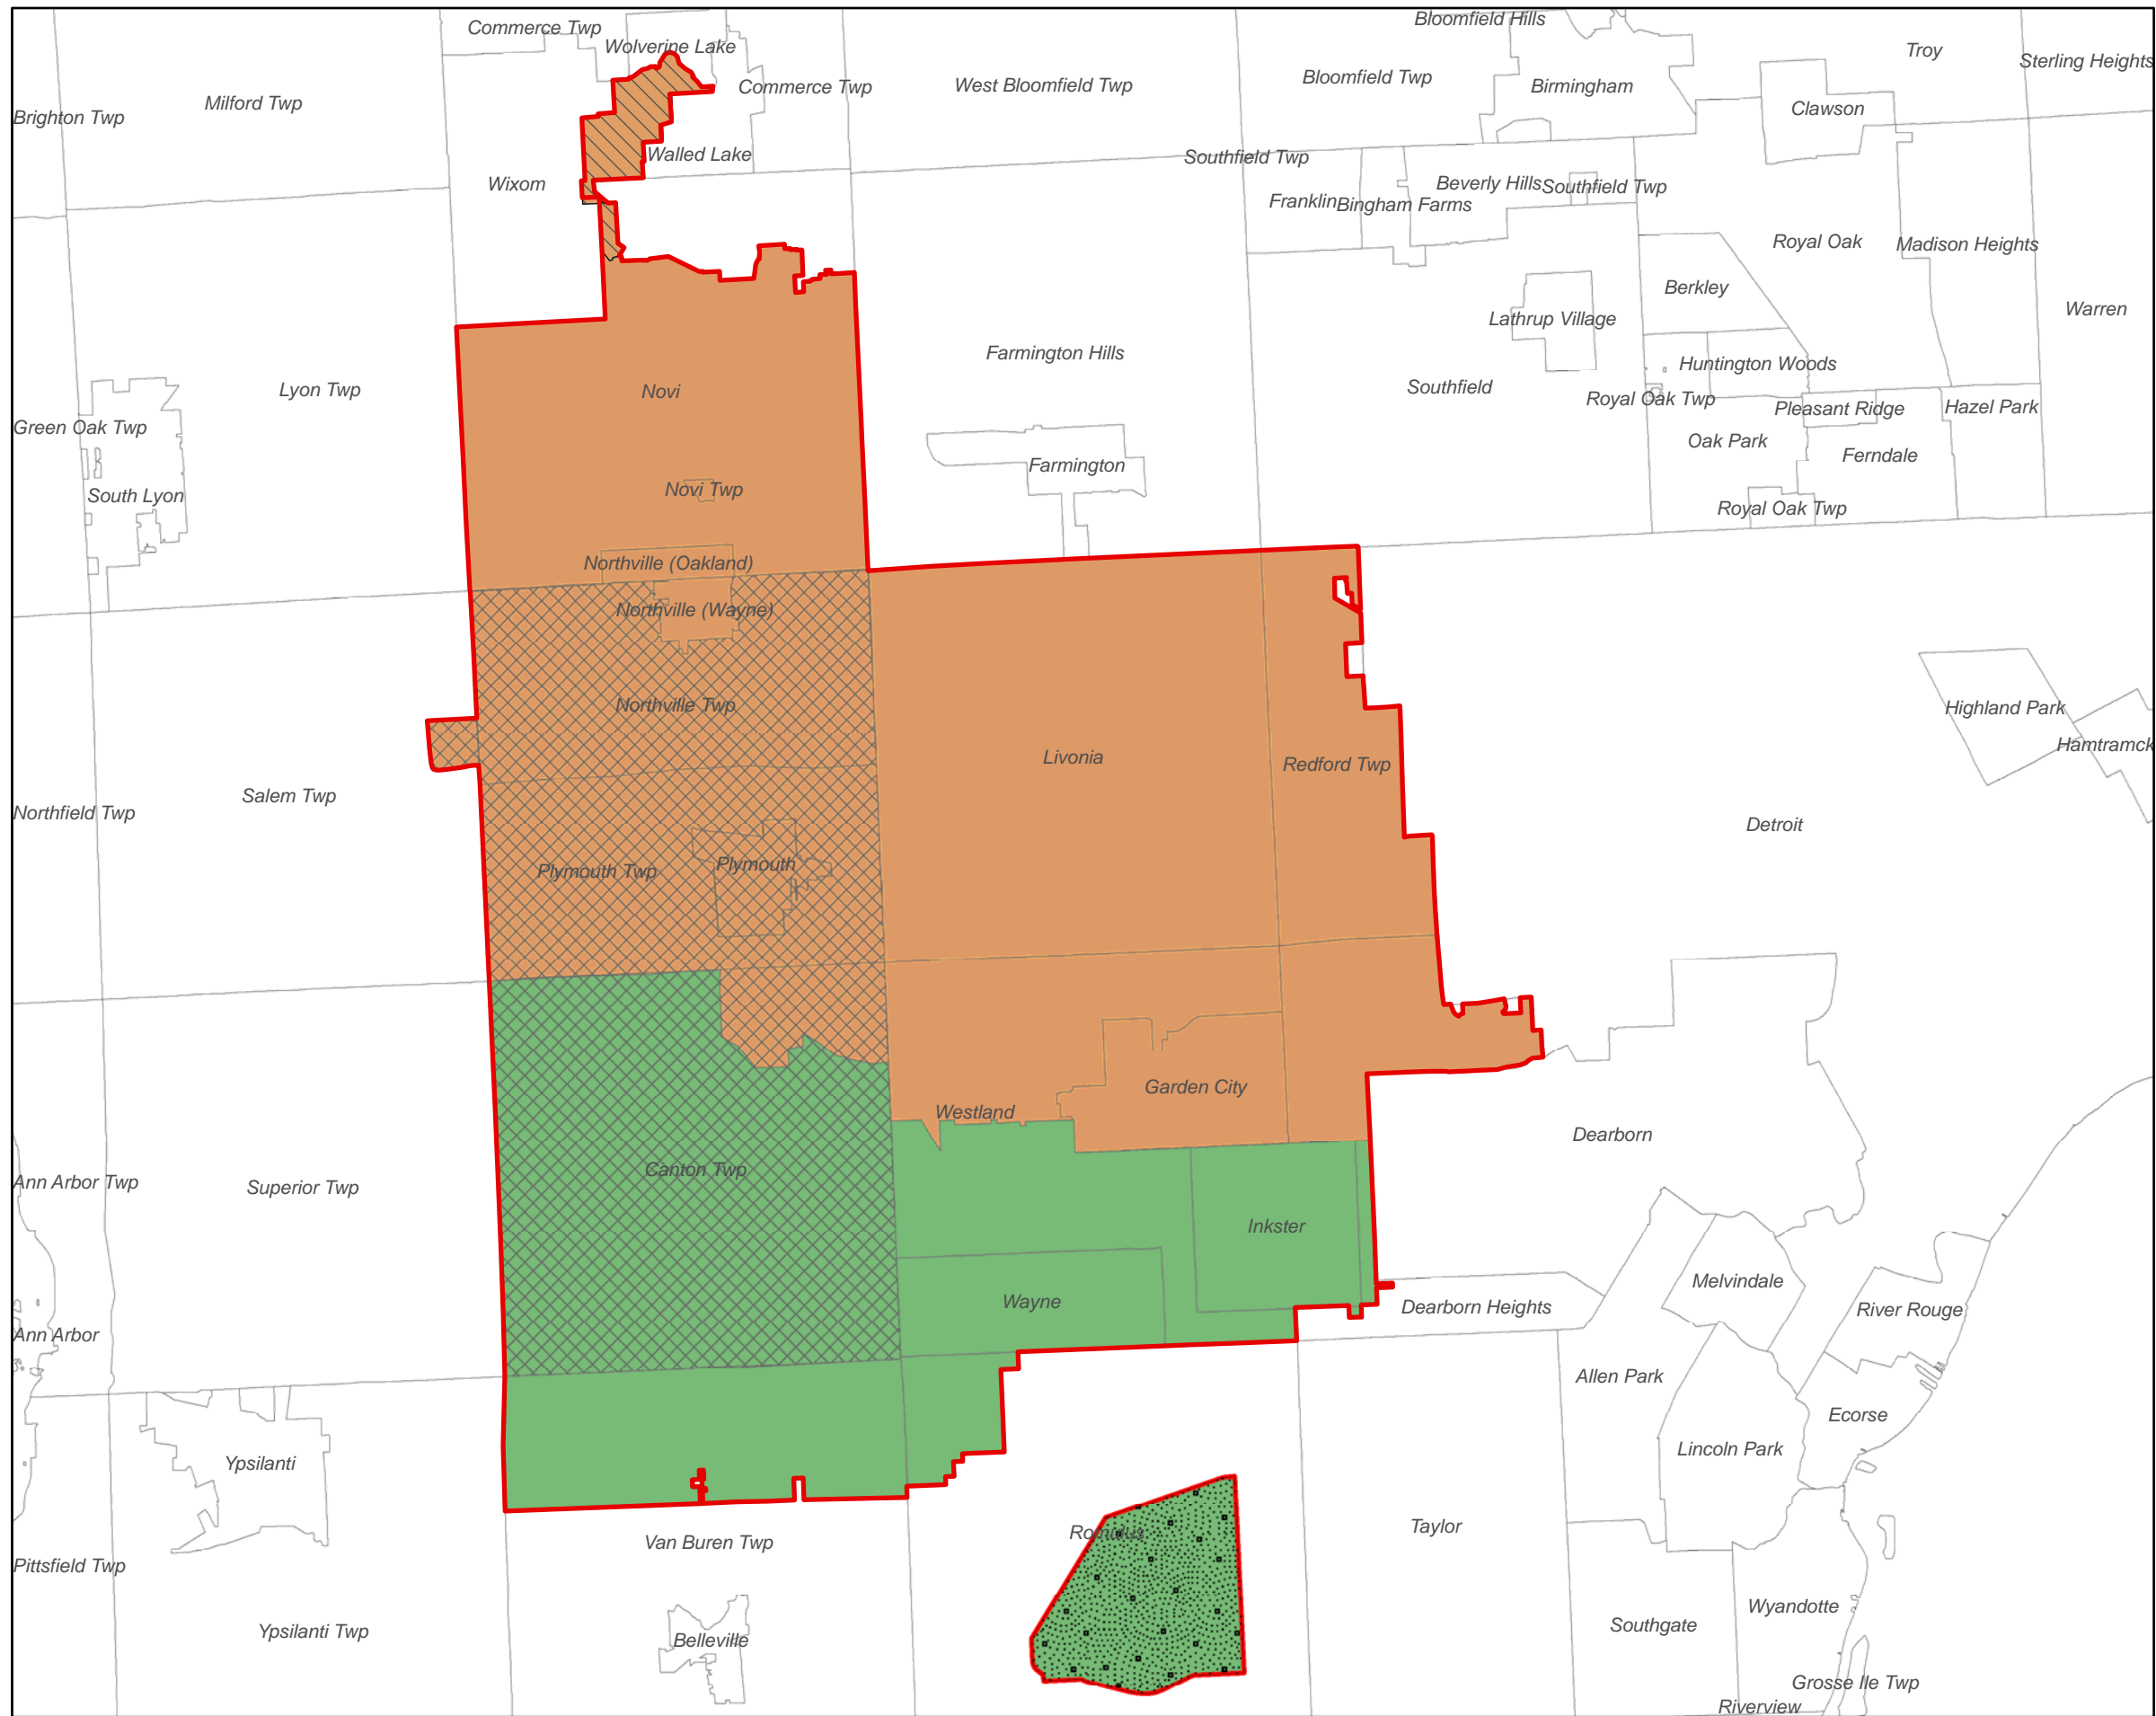 Bloomfield Hills
Commerce Twp
Wolverine Lake
Troy
Sterling Heights
Bloomfield Twp
West Bloomfield Twp
Commerce Twp
Birmingham
Milford Twp
Clawson
Brighton Twp
Walled Lake
Southfield Twp
Wixom
Beverly Hills
Southfield Twp
Franklin
Bingham Farms
Royal Oak
Madison Heights
Berkley
Warren
Lathrup Village
Farmington Hills
Huntington Woods
Southfield
Lyon Twp
Novi
Royal Oak Twp
Pleasant Ridge
Hazel Park
Green Oak Twp
Oak Park
Ferndale
Farmington
Novi Twp
South Lyon
Royal Oak Twp
Northville (Oakland)
Northville (Wayne)
Northville Twp
Highland Park
Hamtramck
Livonia
Redford Twp
Salem Twp
Northfield Twp
Detroit
Plymouth
Plymouth Twp
Garden City
Westland
Dearborn
Canton Twp
Ann Arbor Twp
Superior Twp
Inkster
Melvindale
Wayne
Dearborn Heights
River Rouge
Ann Arbor
Allen Park
Ecorse
Lincoln Park
Ypsilanti
Romulus
Taylor
Van Buren Twp
Pittsfield Twp
Wyandotte
Southgate
Ypsilanti Twp
Belleville
Grosse Ile Twp
Riverview